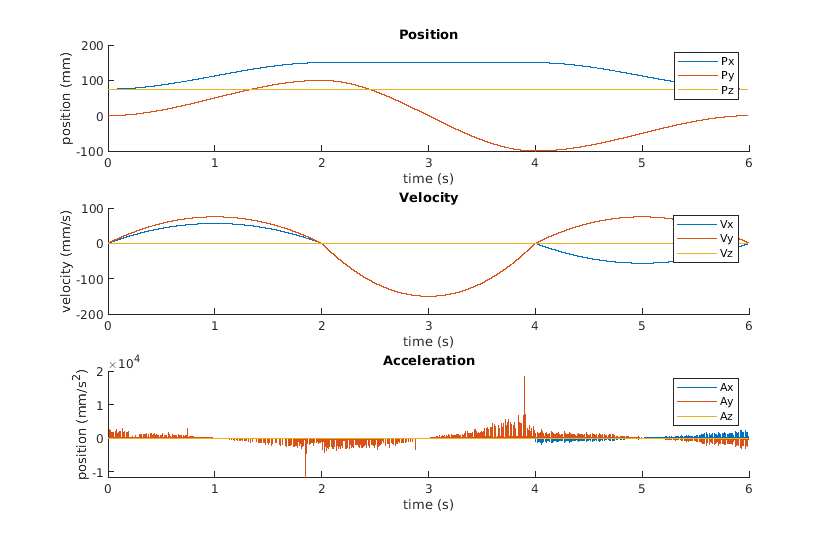 Position
200
100
0
-100
position (mm)
0 1 2 3 4 5 6
time (s)
Px
Py
Pz
Velocity
100
0
-100
-200
velocity (mm/s)
0 1 2 3 4 5 6
time (s)
Vx
Vy
Vz
Acceleration
×10⁴
2
1
0
-1
position (mm/s²)
0 1 2 3 4 5 6
time (s)
Ax
Ay
Az